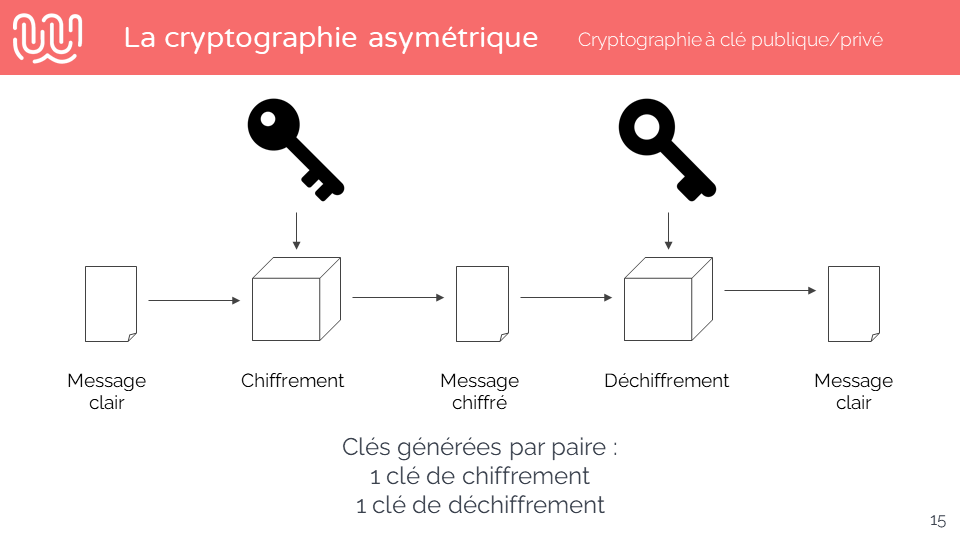 La cryptographie asymétrique
Cryptographie à clé publique/privé
Message
clair
Chiffrement
Message
chiffré
Déchiffrement
Message
clair
Clés générées par paire :
1 clé de chiffrement
1 clé de déchiffrement
15